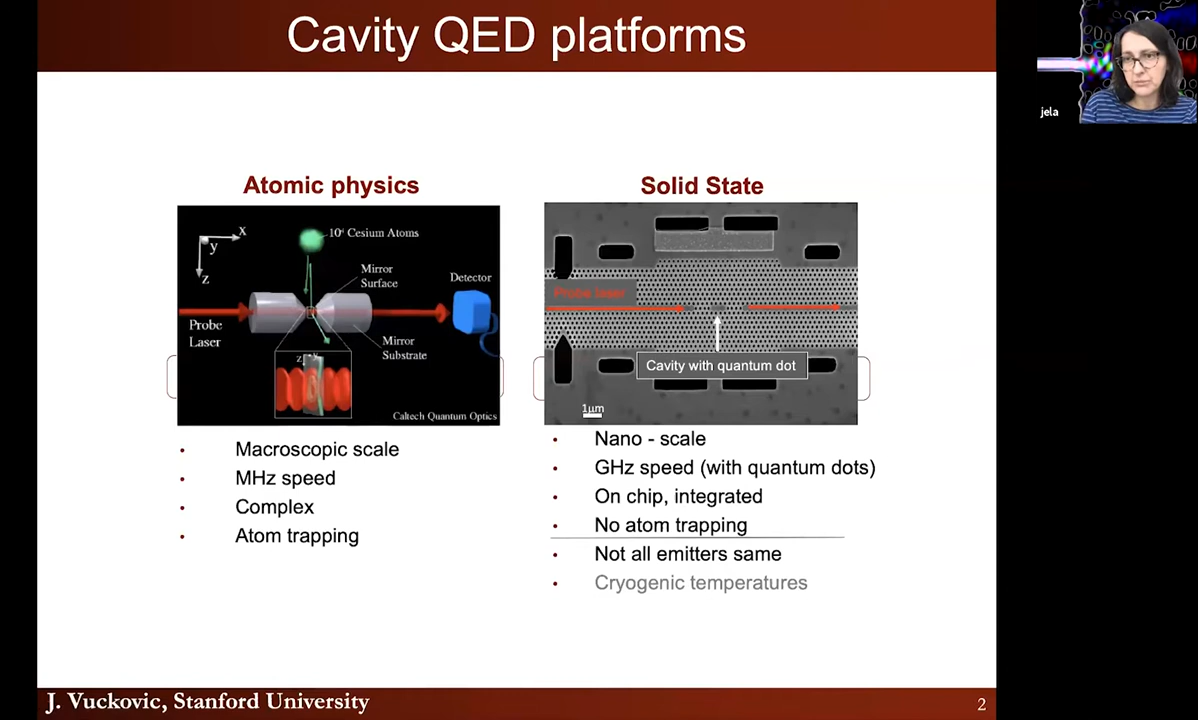 Cavity QED platforms
jela
Atomic physics
Solid State
x
y
z
10⁶ Cesium Atoms
Mirror
Surface
Detector
Probe
Laser
Mirror
Substrate
z
Caltech Quantum Optics
Probe laser
Cavity with quantum dot
1µm
• Macroscopic scale
• MHz speed
• Complex
• Atom trapping
• Nano - scale
• GHz speed (with quantum dots)
• On chip, integrated
• No atom trapping
• Not all emitters same
• Cryogenic temperatures
J. Vuckovic, Stanford University
2